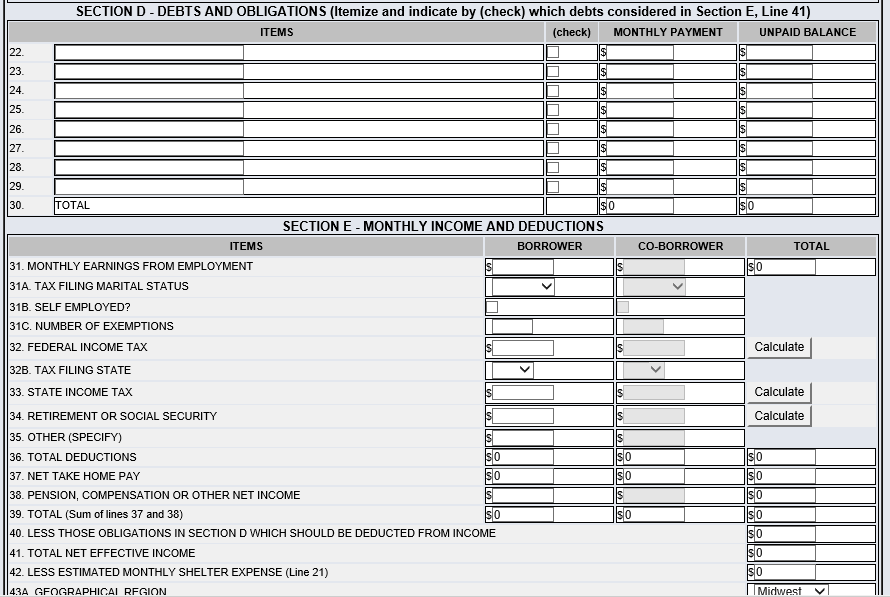 SECTION D - DEBTS AND OBLIGATIONS (Itemize and indicate by (check) which debts considered in Section E, Line 41)
ITEMS (check) MONTHLY PAYMENT UNPAID BALANCE
22. $ $
23. $ $
24. $ $
25. $ $
26. $ $
27. $ $
28. $ $
29. $ $
30. TOTAL $0 $0
SECTION E - MONTHLY INCOME AND DEDUCTIONS
ITEMS BORROWER CO-BORROWER TOTAL
31. MONTHLY EARNINGS FROM EMPLOYMENT $ $ $0
31A. TAX FILING MARITAL STATUS
31B. SELF EMPLOYED?
31C. NUMBER OF EXEMPTIONS
32. FEDERAL INCOME TAX $ $ Calculate
32B. TAX FILING STATE
33. STATE INCOME TAX $ $ Calculate
34. RETIREMENT OR SOCIAL SECURITY $ $ Calculate
35. OTHER (SPECIFY) $ $
36. TOTAL DEDUCTIONS $0 $0 $0
37. NET TAKE HOME PAY $0 $0 $0
38. PENSION, COMPENSATION OR OTHER NET INCOME $ $ $0
39. TOTAL (Sum of lines 37 and 38) $0 $0 $0
40. LESS THOSE OBLIGATIONS IN SECTION D WHICH SHOULD BE DEDUCTED FROM INCOME $0
41. TOTAL NET EFFECTIVE INCOME $0
42. LESS ESTIMATED MONTHLY SHELTER EXPENSE (Line 21) $0
43A. GEOGRAPHICAL REGION Midwest